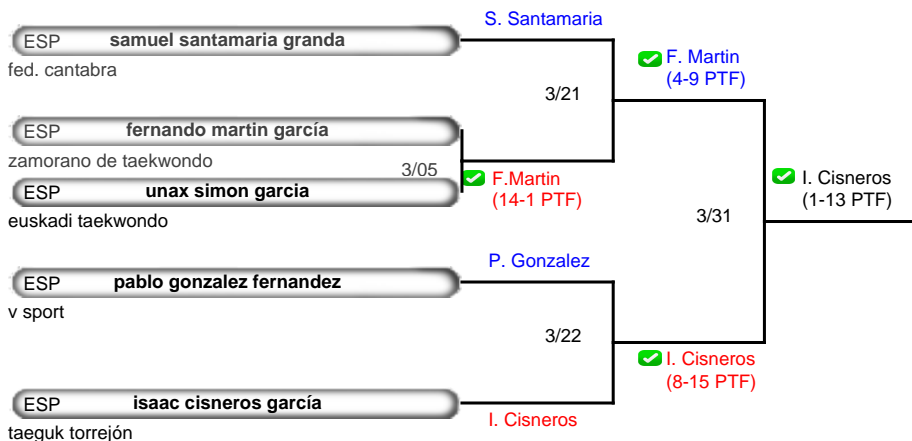 S. Santamaria
ESP samuel santamaria granda
fed. cantabra
F. Martin
(4-9 PTF)
3/21
ESP fernando martin garcía
zamorano de taekwondo
3/05
F.Martin
(14-1 PTF)
ESP unax simon garcia
euskadi taekwondo
I. Cisneros
(1-13 PTF)
3/31
P. Gonzalez
ESP pablo gonzalez fernandez
v sport
3/22
I. Cisneros
(8-15 PTF)
ESP isaac cisneros garcía
I. Cisneros
taeguk torrejón